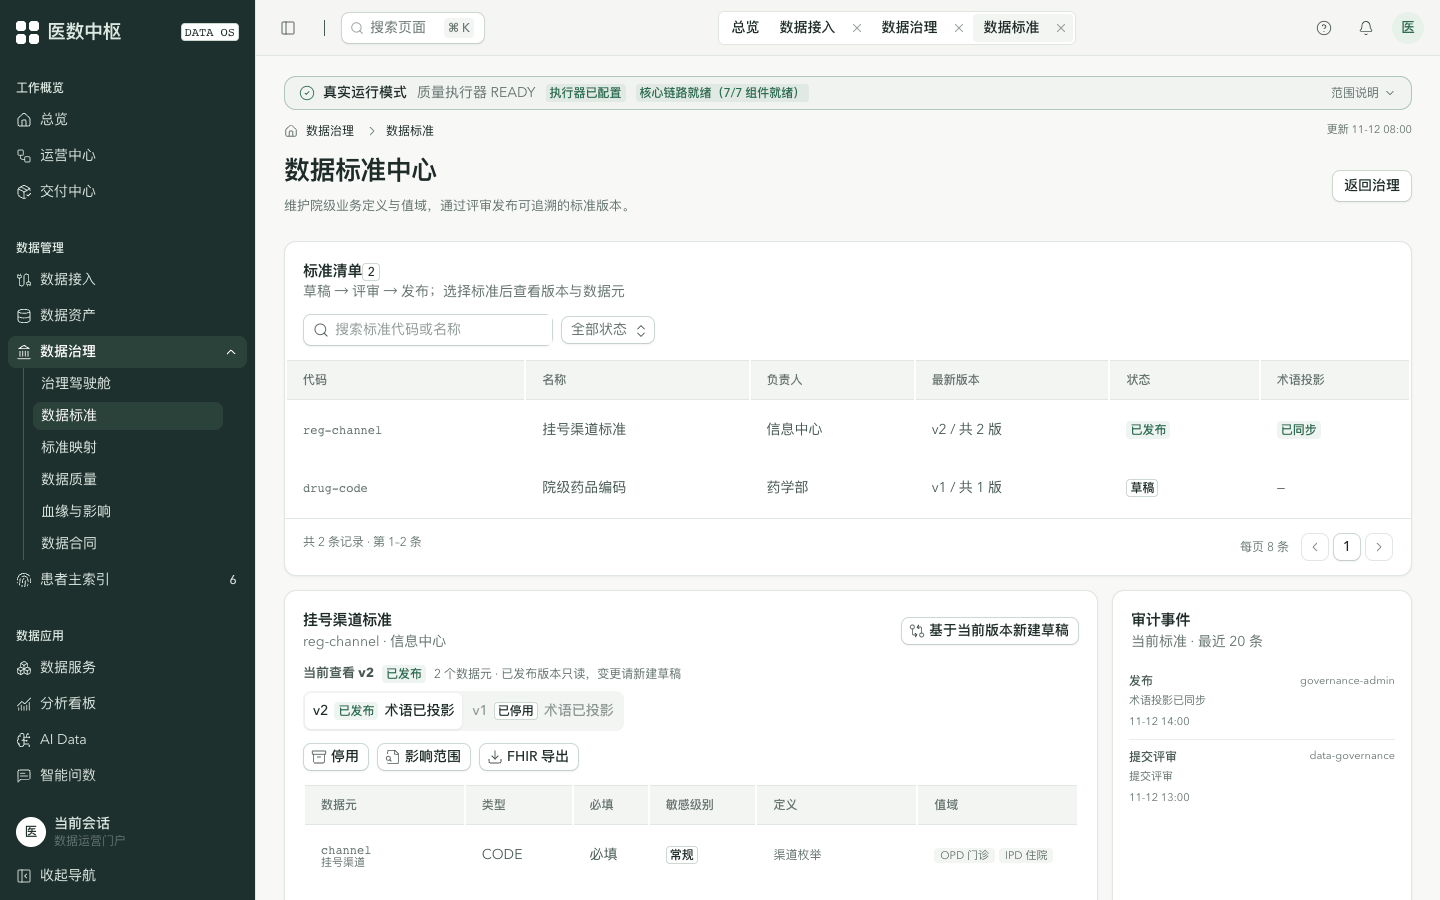 医数中枢 DATA OS
工作概览
总览
运营中心
交付中心
数据管理
数据接入
数据资产
数据治理
治理驾驶舱
数据标准
标准映射
数据质量
血缘与影响
数据合同
患者主索引 6
数据应用
数据服务
分析看板
AI Data
智能问数
医 当前会话
数据运营门户
收起导航
搜索页面 ⌘ K
总览 数据接入 数据治理 数据标准
医
真实运行模式 质量执行器 READY 执行器已配置 核心链路就绪（7/7 组件就绪） 范围说明
数据治理 数据标准
更新 11-12 08:00
数据标准中心
维护院级业务定义与值域，通过评审发布可追溯的标准版本。
返回治理
标准清单 2
草稿 → 评审 → 发布；选择标准后查看版本与数据元
搜索标准代码或名称 全部状态
代码 名称 负责人 最新版本 状态 术语投影
reg-channel 挂号渠道标准 信息中心 v2 / 共 2 版 已发布 已同步
drug-code 院级药品编码 药学部 v1 / 共 1 版 草稿 —
共 2 条记录 · 第 1–2 条
每页 8 条 1
挂号渠道标准
reg-channel · 信息中心
基于当前版本新建草稿
当前查看 v2 已发布 2 个数据元 · 已发布版本只读，变更请新建草稿
v2 已发布 术语已投影 v1 已停用 术语已投影
停用 影响范围 FHIR 导出
数据元 类型 必填 敏感级别 定义 值域
channel
挂号渠道
CODE 必填 常规 渠道枚举 OPD 门诊 IPD 住院
审计事件
当前标准 · 最近 20 条
发布 governance-admin
术语投影已同步
11-12 14:00
提交评审 data-governance
提交评审
11-12 13:00